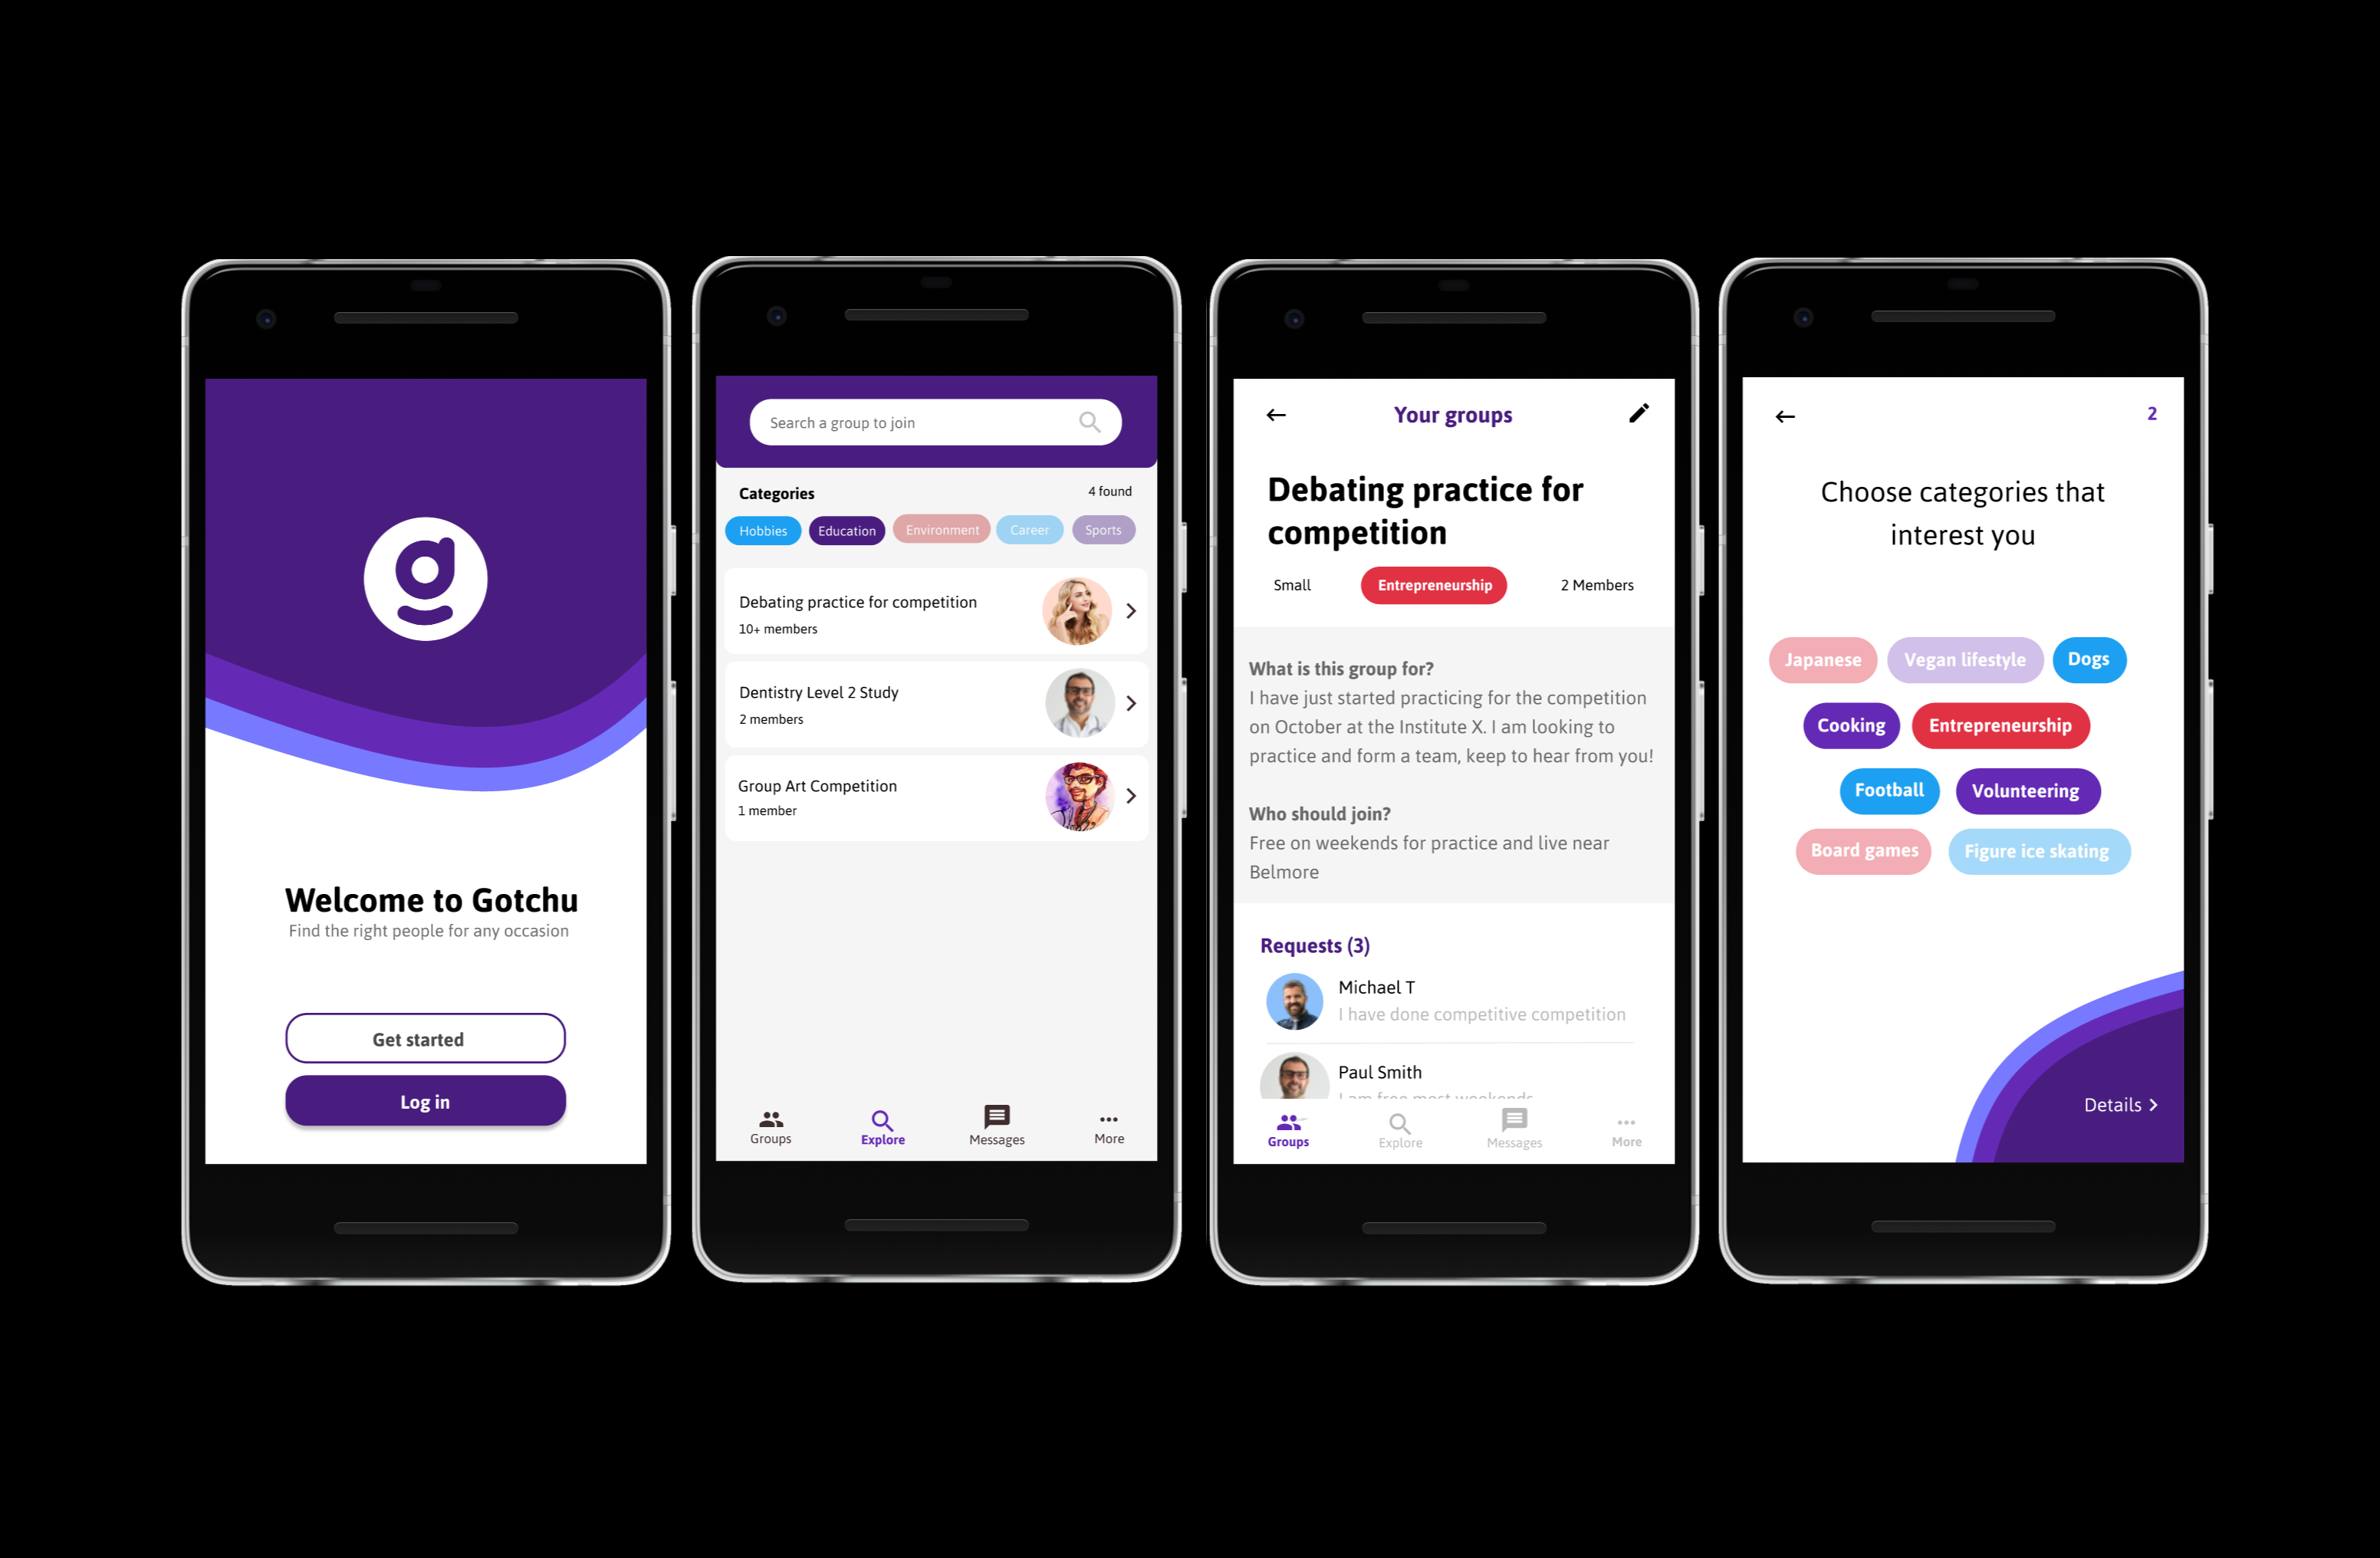 Welcome to Gotchu
Find the right people for any occasion
Get started
Log in
Search a group to join
Categories
4 found
Hobbies
Education
Environment
Career
Sports
Debating practice for competition
10+ members
Dentistry Level 2 Study
2 members
Group Art Competition
1 member
Groups
Explore
Messages
More
Your groups
Debating practice for
competition
Small
Entrepreneurship
2 Members
What is this group for?
I have just started practicing for the competition
on October at the Institute X. I am looking to
practice and form a team, keep to hear from you!
Who should join?
Free on weekends for practice and live near
Belmore
Requests (3)
Michael T
I have done competitive competition
Paul Smith
I am free most weekends
Groups
Explore
Messages
More
2
Choose categories that
interest you
Japanese
Vegan lifestyle
Dogs
Cooking
Entrepreneurship
Football
Volunteering
Board games
Figure ice skating
Details